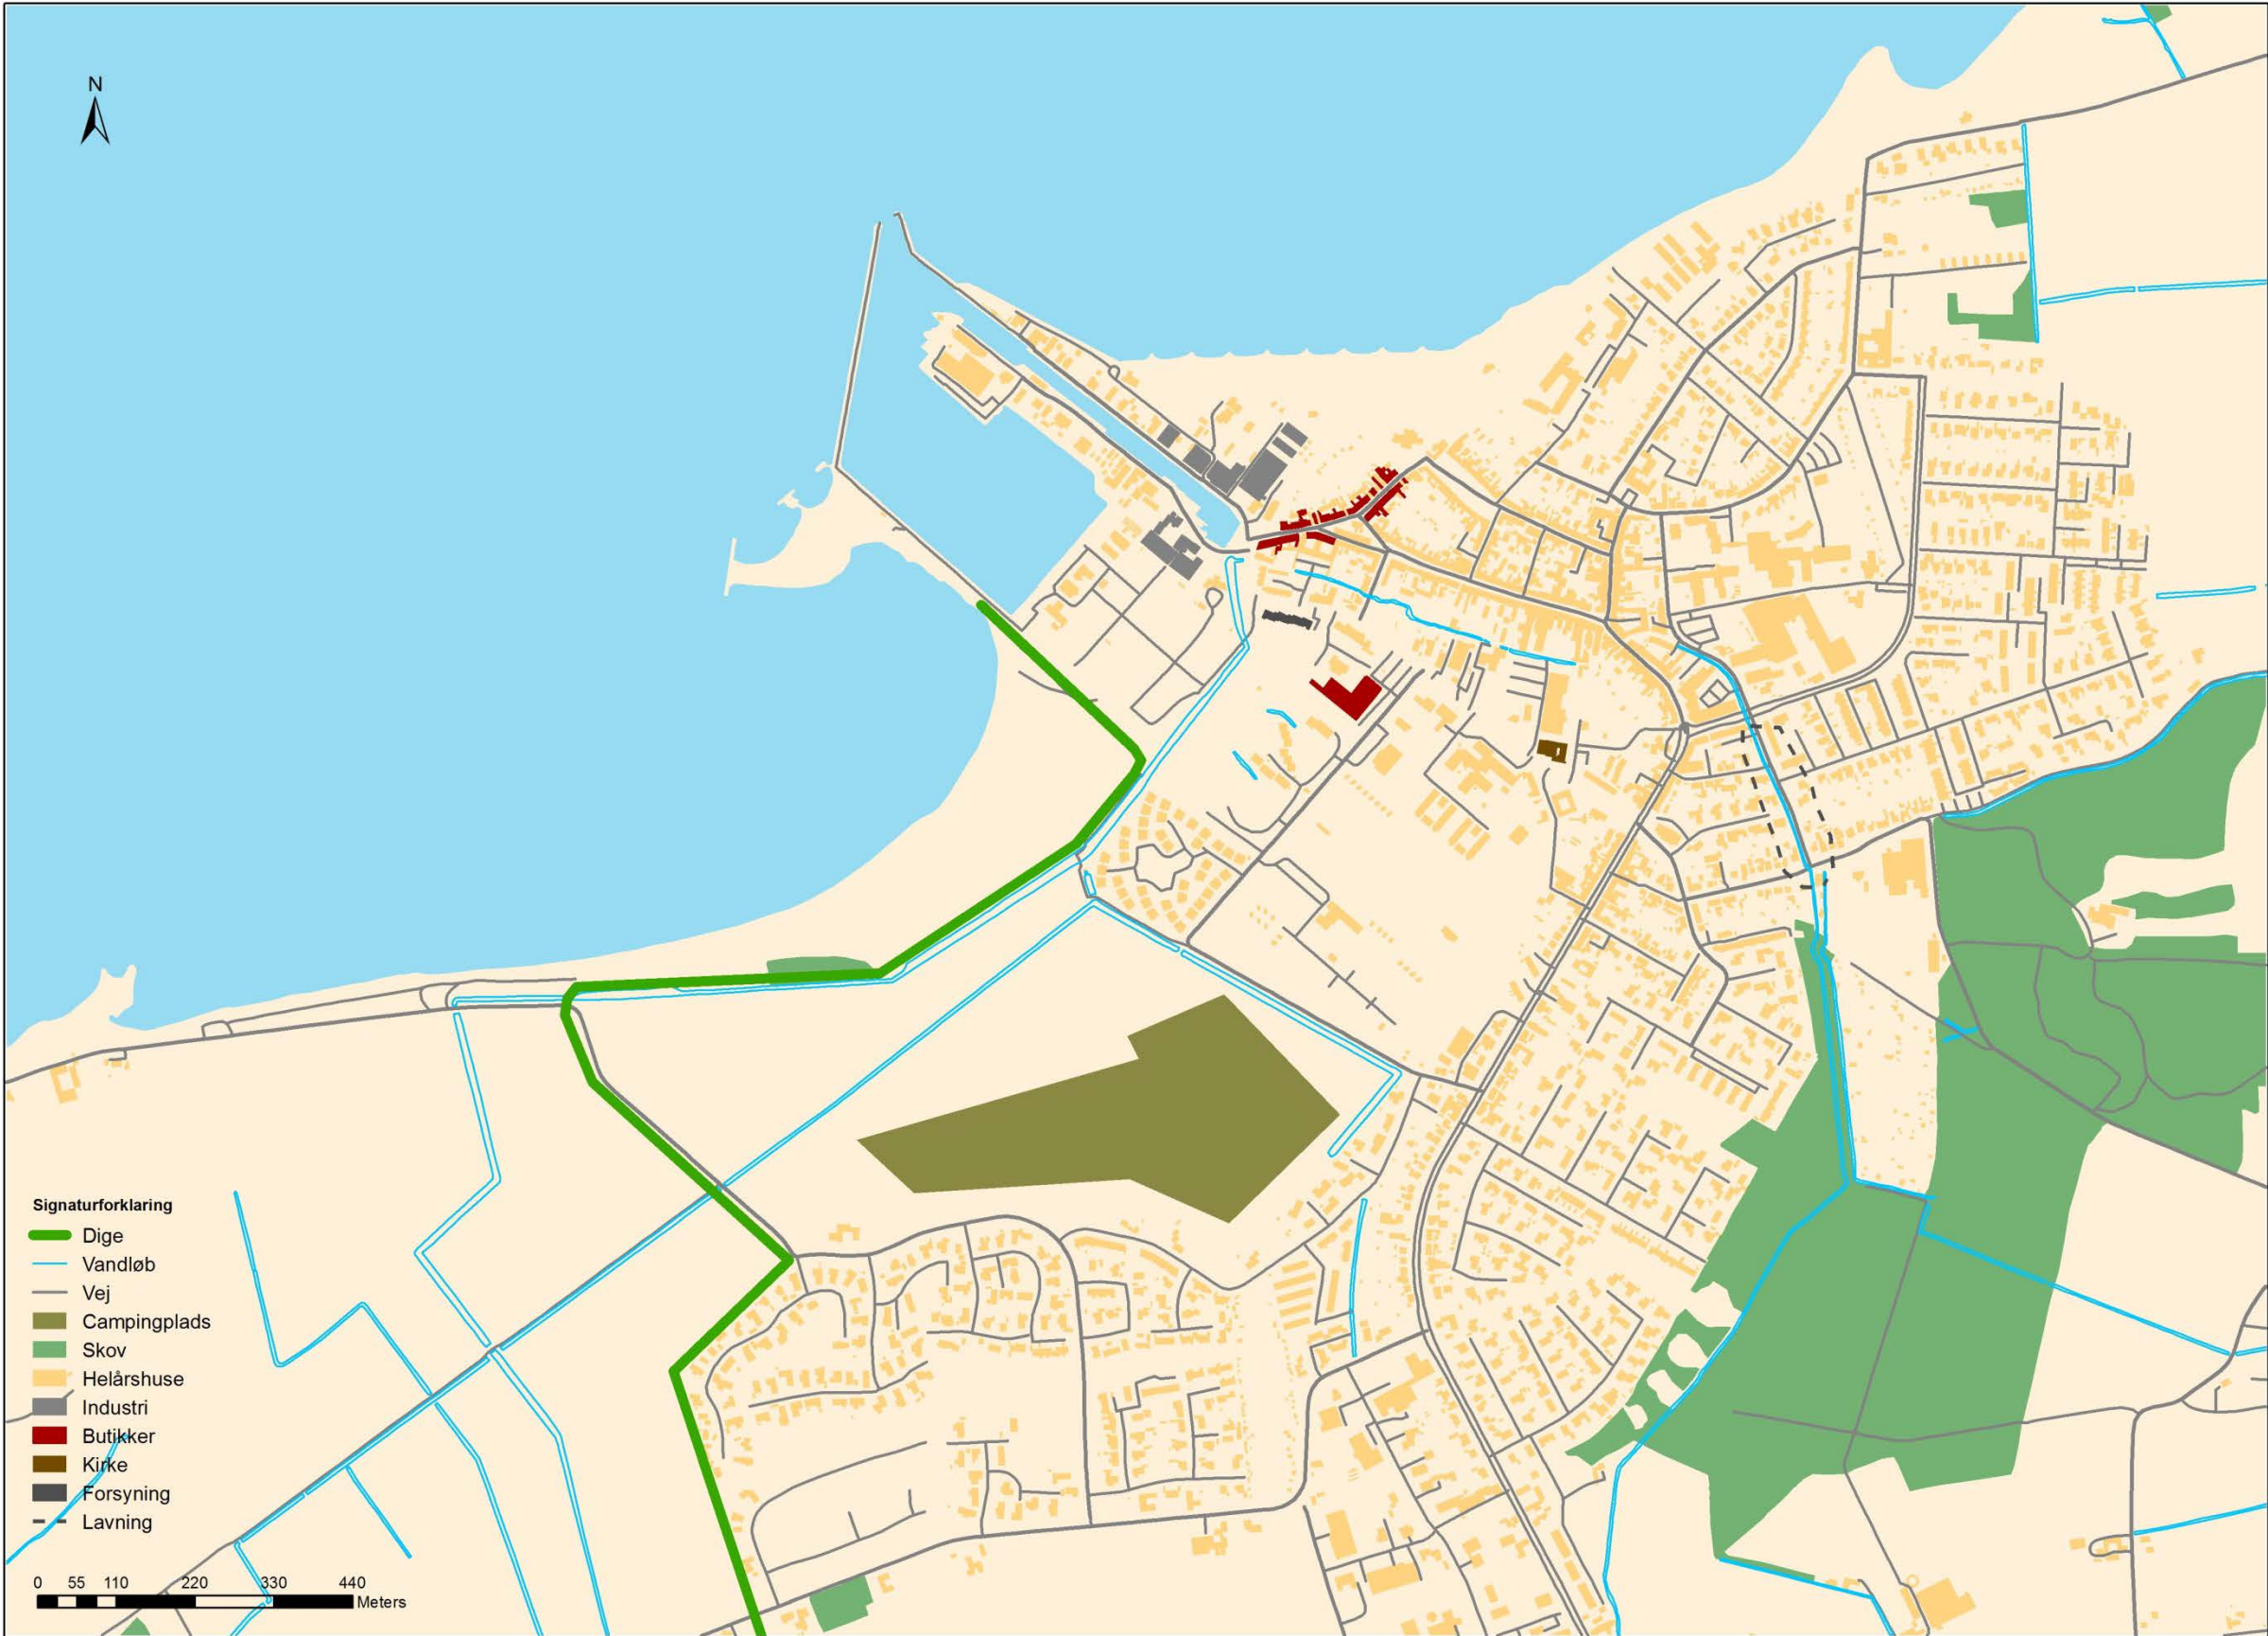 N
Signaturforklaring
Dige
Vandløb
Vej
Campingplads
Skov
Helårshuse
Industri
Butikker
Kirke
Forsyning
Lavning
0 55 110 220 330 440
Meters